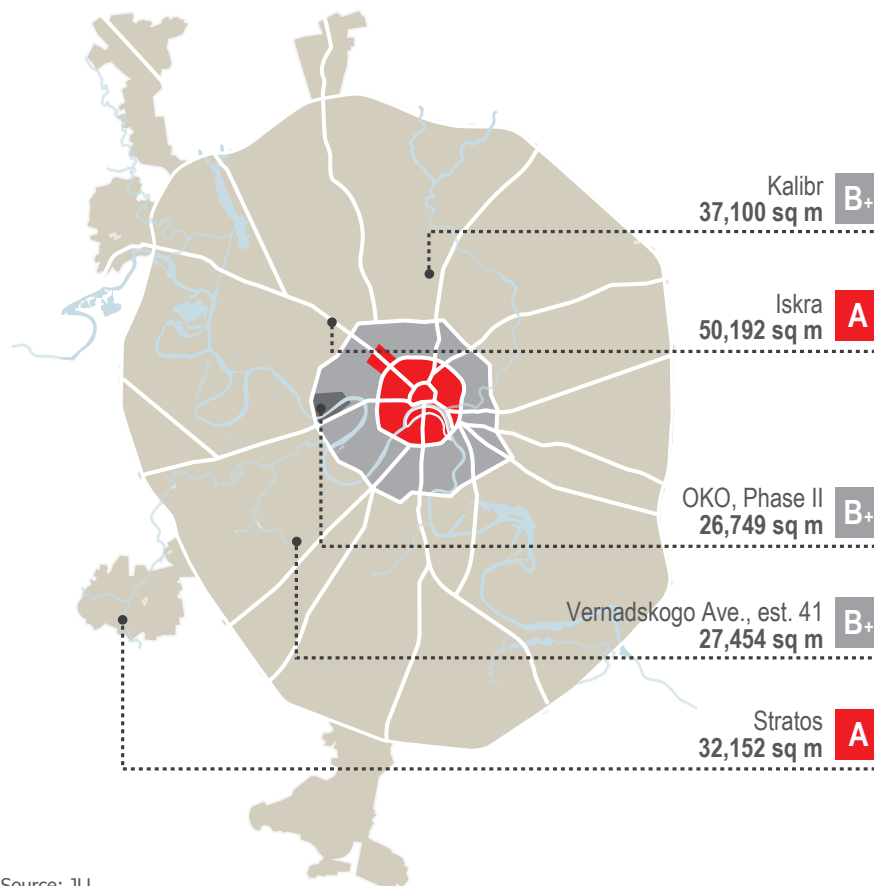 Kalibr
37,100 sq m
B+
Iskra
50,192 sq m
A
OKO, Phase II
26,749 sq m
B+
Vernadskogo Ave., est. 41
27,454 sq m
B+
Stratos
32,152 sq m
A
Source: